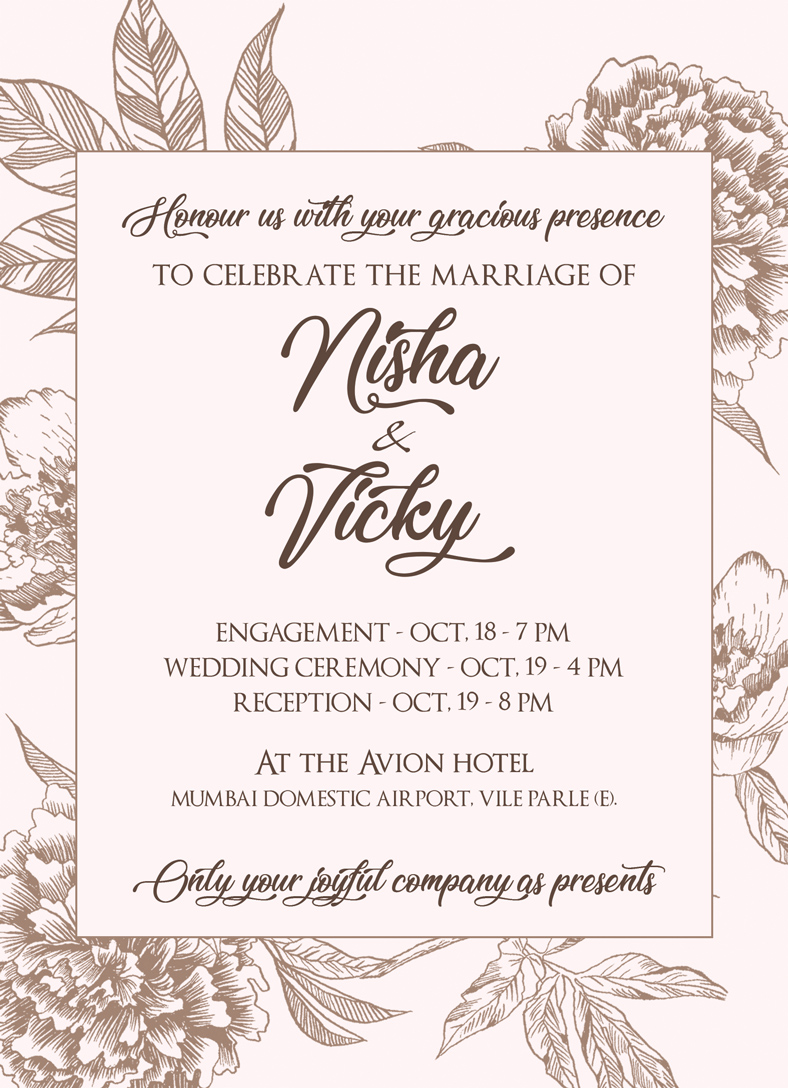 Honour us with your gracious presence
TO CELEBRATE THE MARRIAGE OF
Nisha
&
Vicky
ENGAGEMENT - OCT, 18 - 7 PM
WEDDING CEREMONY - OCT, 19 - 4 PM
RECEPTION - OCT, 19 - 8 PM
AT THE AVION HOTEL
MUMBAI DOMESTIC AIRPORT, VILE PARLE (E).
Only your joyful company as presents